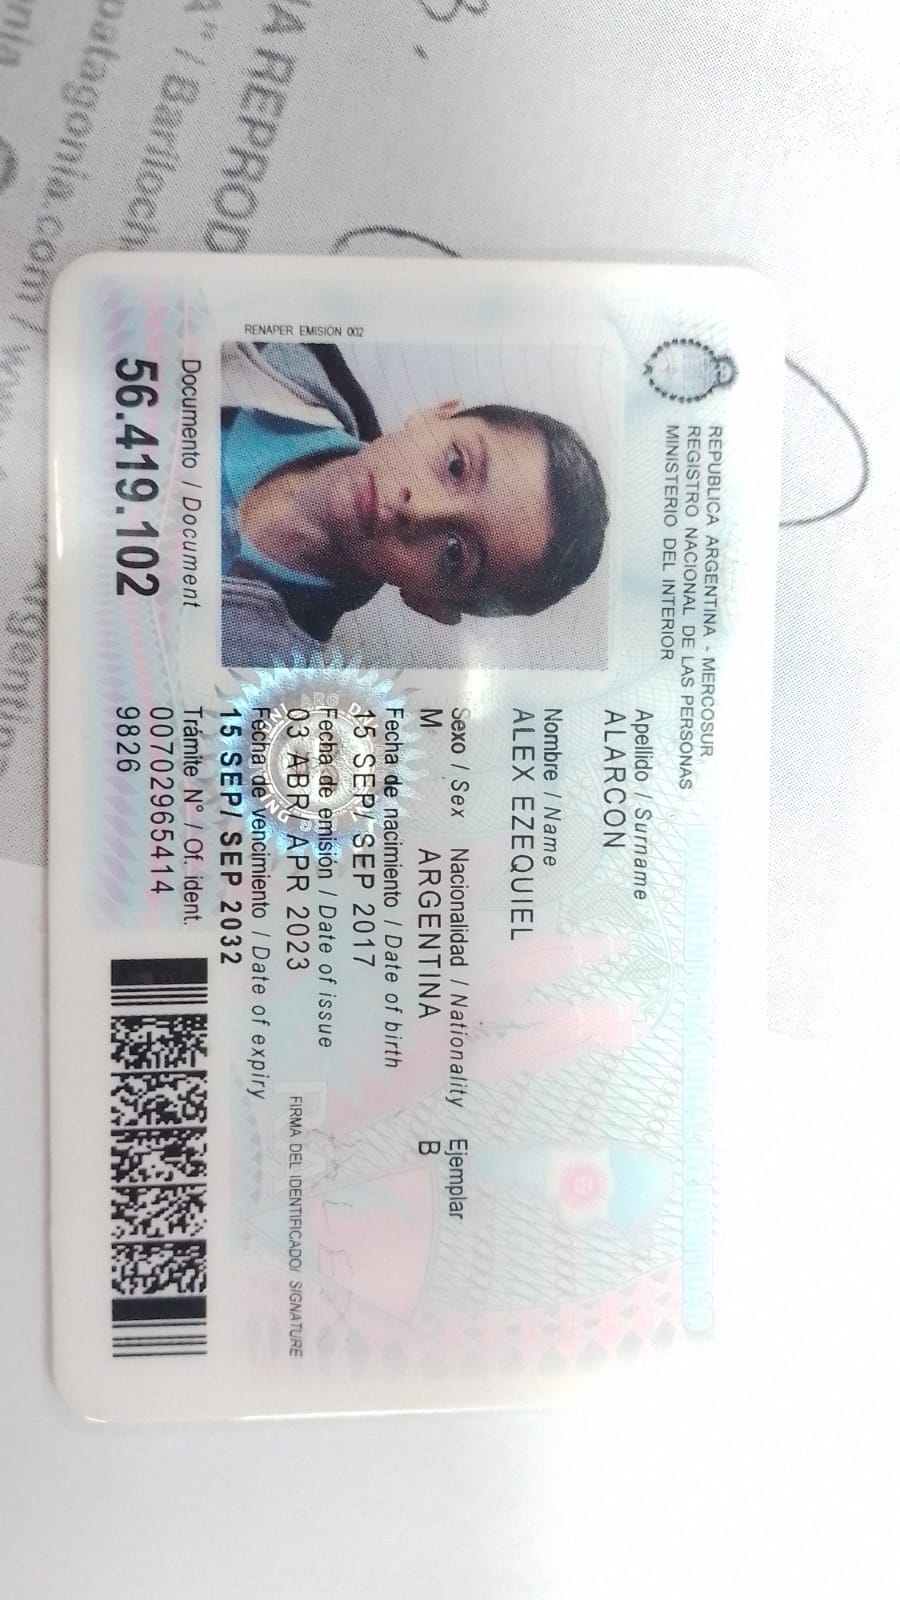 REPUBLICA ARGENTINA - MERCOSUR
REGISTRO NACIONAL DE LAS PERSONAS
MINISTERIO DEL INTERIOR
Apellido / Surname
ALARCON
Nombre / Name
ALEX EZEQUIEL
Sexo / Sex Nacionalidad / Nationality Ejemplar
M ARGENTINA B
Fecha de nacimiento / Date of birth
15 SEP/ SEP 2017
Fecha de emisión / Date of issue
03 ABR/ APR 2023
Fecha de vencimiento / Date of expiry
15 SEP/ SEP 2032
FIRMA DEL IDENTIFICADO/ SIGNATURE
ALEX
RENAPER EMISIÓN 002
Documento / Document
56.419.102
Trámite N° / Of. ident.
00702965414
9826
A REPROD
" / Bariloch
patagonia.com / www